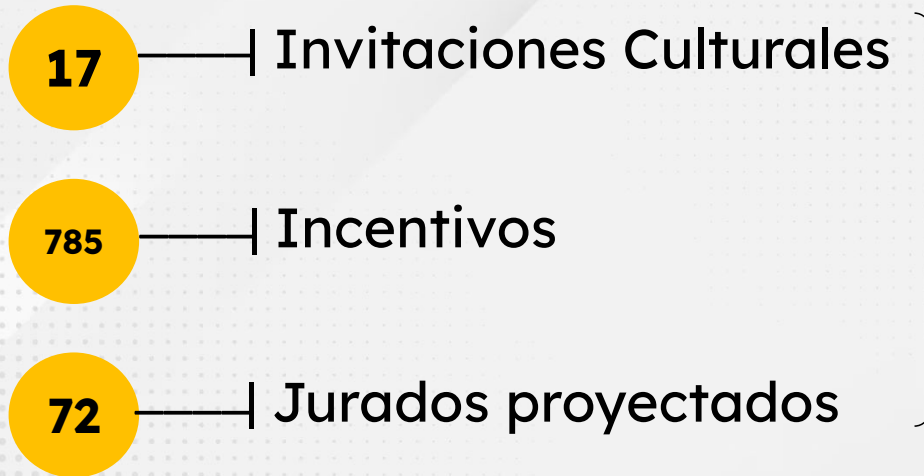 17 Invitaciones Culturales
785 Incentivos
72 Jurados proyectados